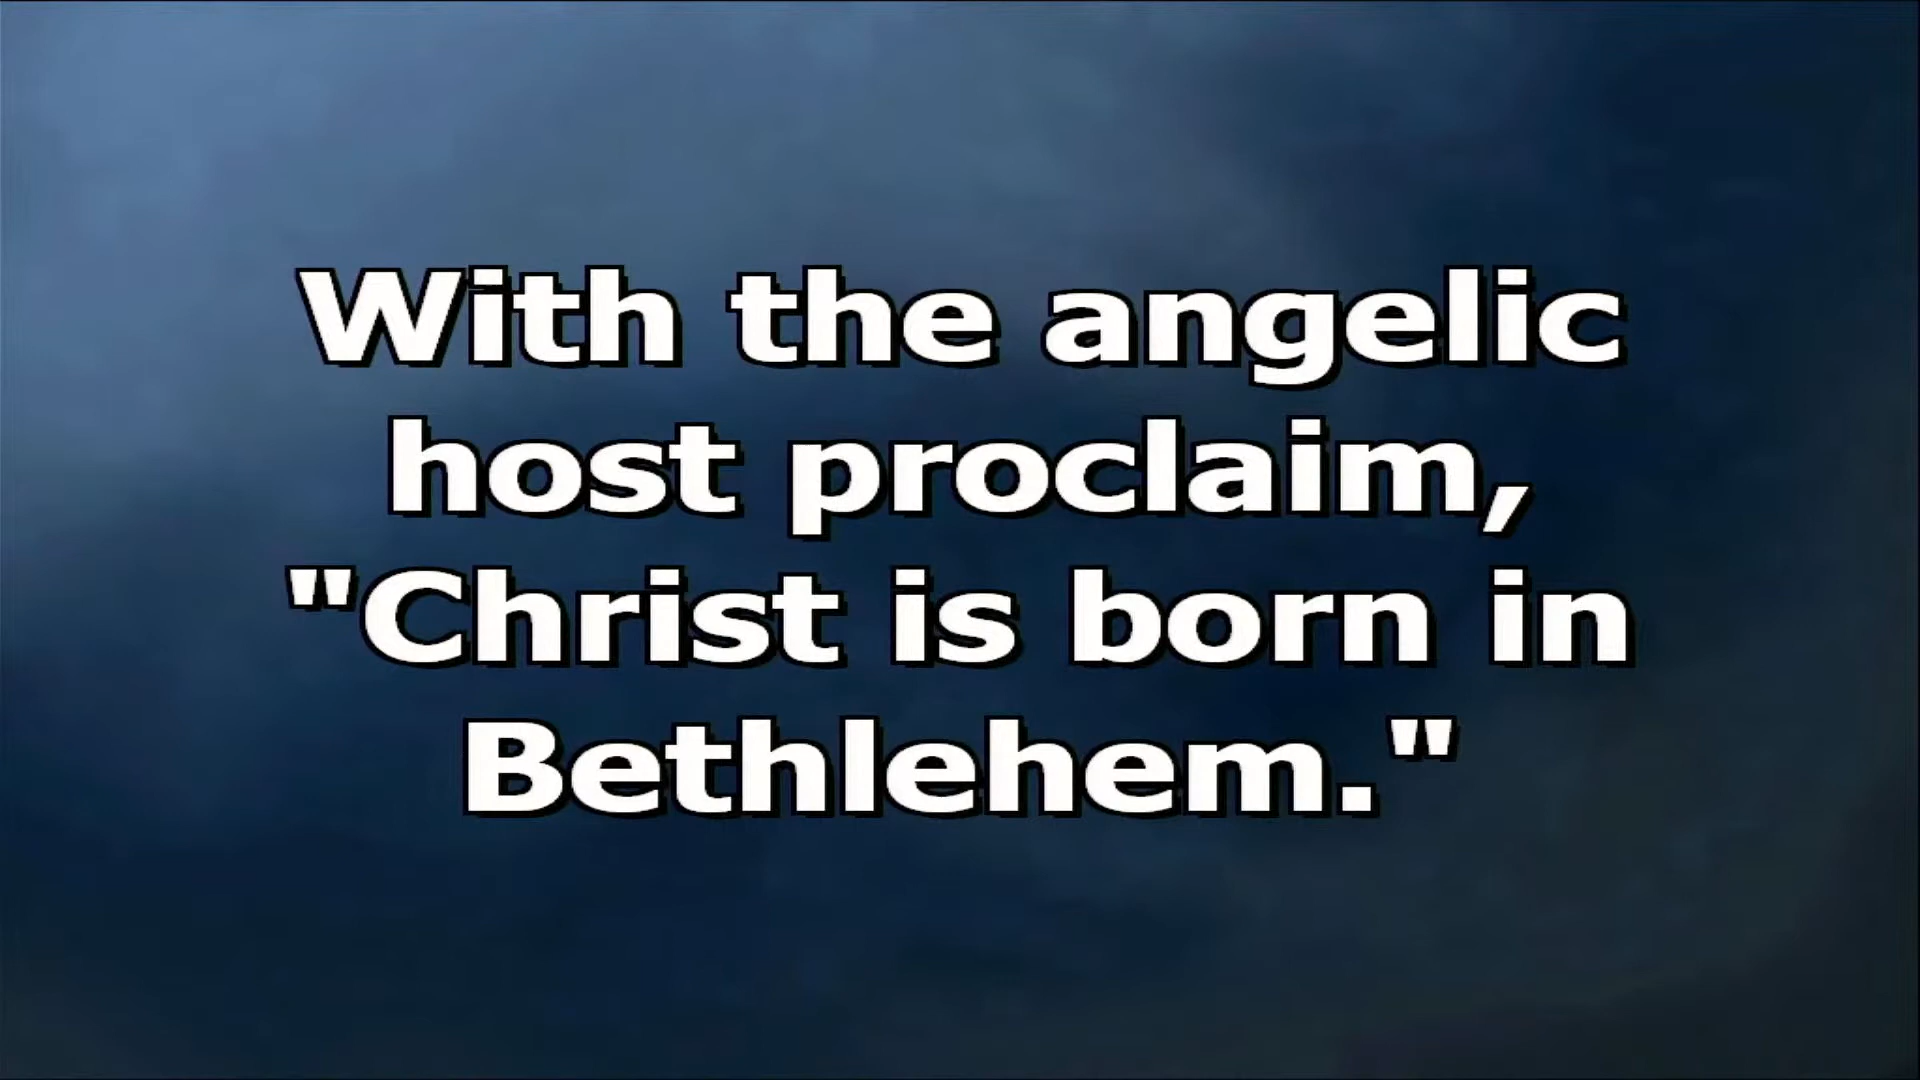 With the angelic
host proclaim,
"Christ is born in
Bethlehem."